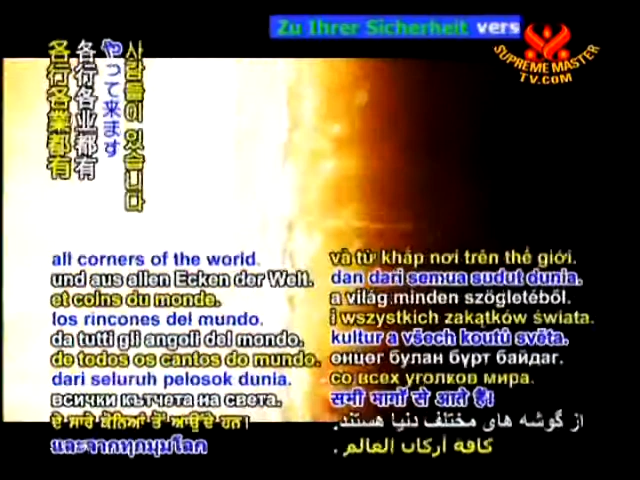 Zu Ihrer Sicherheit vers
SUPREME MASTER
TV.COM
사람들이 있습니다
やって来ます
各行各业都有
各行各業都有
all corners of the world.
und aus allen Ecken der Welt.
et coins du monde.
los rincones del mundo.
da tutti gli angoli del mondo.
de todos os cantos do mundo.
dari seluruh pelosok dunia.
всички кътчета на света.
ਦੇ ਸਾਰੇ ਕੋਨਿਆਂ ਤੋਂ ਆਉਂਦੇ ਹਨ।
และจากทุกมุมโลก
và từ khắp nơi trên thế giới.
dan dari semua sudut dunia.
a világ minden szögletéből.
i wszystkich zakątków świata.
kultur a všech koutů světa.
өнцөг булан бүрт байдаг.
со всех уголков мира.
सभी भागों से आते हैं।
از گوشه های مختلف دنیا هستند.
كافة أركان العالم .